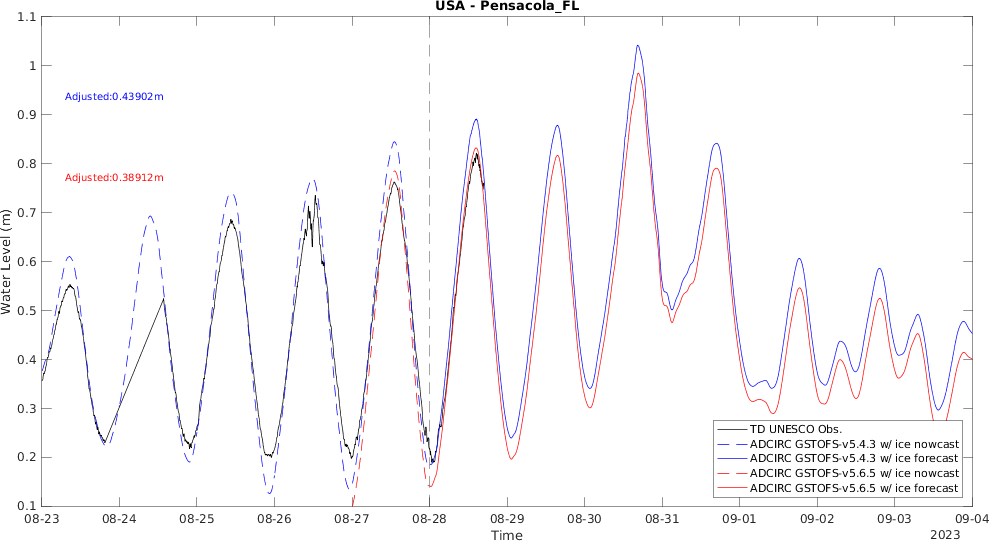 USA - Pensacola_FL
1.1
1
0.9
0.8
0.7
0.6
0.5
0.4
0.3
0.2
0.1
Water Level (m)
Adjusted:0.43902m
Adjusted:0.38912m
TD UNESCO Obs.
ADCIRC GSTOFS-v5.4.3 w/ ice nowcast
ADCIRC GSTOFS-v5.4.3 w/ ice forecast
ADCIRC GSTOFS-v5.6.5 w/ ice nowcast
ADCIRC GSTOFS-v5.6.5 w/ ice forecast
08-23 08-24 08-25 08-26 08-27 08-28 08-29 08-30 08-31 09-01 09-02 09-03 09-04
Time
2023